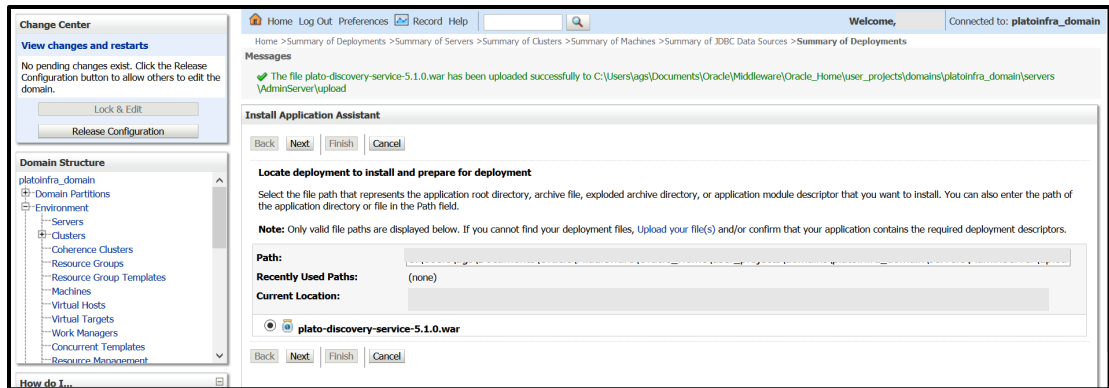 Change Center
View changes and restarts
No pending changes exist. Click the Release
Configuration button to allow others to edit the
domain.
Lock & Edit
Release Configuration
Domain Structure
platoinfra_domain
Domain Partitions
Environment
Servers
Clusters
Coherence Clusters
Resource Groups
Resource Group Templates
Machines
Virtual Hosts
Virtual Targets
Work Managers
Concurrent Templates
Resource Management
How do I...
Home Log Out Preferences Record Help
Welcome,
Connected to: platoinfra_domain
Home >Summary of Deployments >Summary of Servers >Summary of Clusters >Summary of Machines >Summary of JDBC Data Sources >Summary of Deployments
Messages
The file plato-discovery-service-5.1.0.war has been uploaded successfully to C:\Users\ags\Documents\Oracle\Middleware\Oracle_Home\user_projects\domains\platoinfra_domain\servers
\AdminServer\upload
Install Application Assistant
Back Next Finish Cancel
Locate deployment to install and prepare for deployment
Select the file path that represents the application root directory, archive file, exploded archive directory, or application module descriptor that you want to install. You can also enter the path of
the application directory or file in the Path field.
Note: Only valid file paths are displayed below. If you cannot find your deployment files, Upload your file(s) and/or confirm that your application contains the required deployment descriptors.
Path:
Recently Used Paths: (none)
Current Location:
plato-discovery-service-5.1.0.war
Back Next Finish Cancel